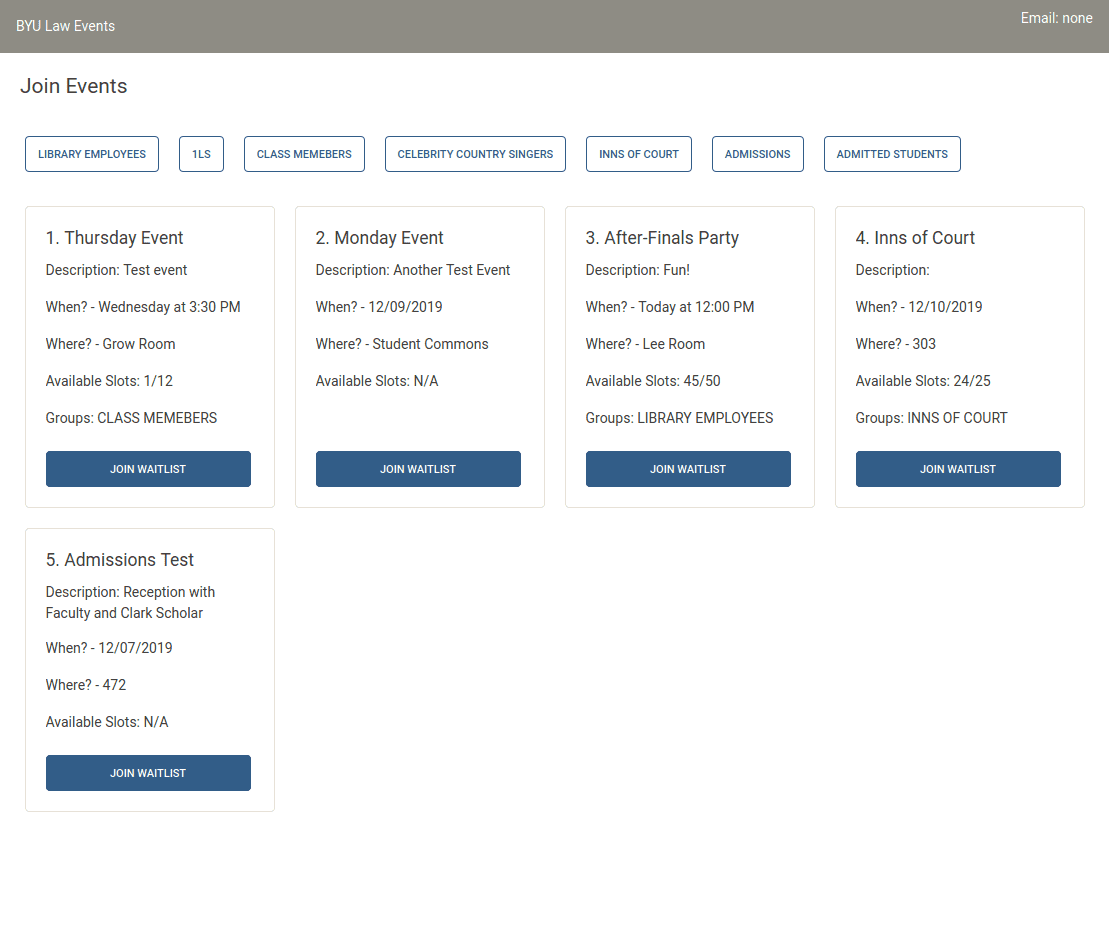 BYU Law Events
Email: none
Join Events
LIBRARY EMPLOYEES
1LS
CLASS MEMEBERS
CELEBRITY COUNTRY SINGERS
INNS OF COURT
ADMISSIONS
ADMITTED STUDENTS
1. Thursday Event
Description: Test event
When? - Wednesday at 3:30 PM
Where? - Grow Room
Available Slots: 1/12
Groups: CLASS MEMEBERS
JOIN WAITLIST
2. Monday Event
Description: Another Test Event
When? - 12/09/2019
Where? - Student Commons
Available Slots: N/A
JOIN WAITLIST
3. After-Finals Party
Description: Fun!
When? - Today at 12:00 PM
Where? - Lee Room
Available Slots: 45/50
Groups: LIBRARY EMPLOYEES
JOIN WAITLIST
4. Inns of Court
Description:
When? - 12/10/2019
Where? - 303
Available Slots: 24/25
Groups: INNS OF COURT
JOIN WAITLIST
5. Admissions Test
Description: Reception with
Faculty and Clark Scholar
When? - 12/07/2019
Where? - 472
Available Slots: N/A
JOIN WAITLIST